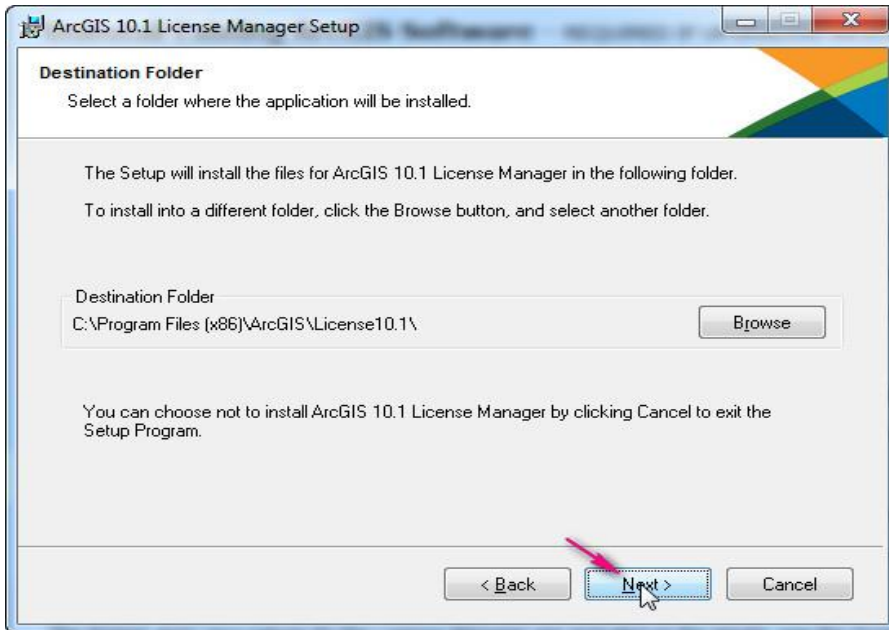 ArcGIS 10.1 License Manager Setup
Destination Folder
Select a folder where the application will be installed.
The Setup will install the files for ArcGIS 10.1 License Manager in the following folder.
To install into a different folder, click the Browse button, and select another folder.
Destination Folder
C:\Program Files (x86)\ArcGIS\License10.1\
Browse
You can choose not to install ArcGIS 10.1 License Manager by clicking Cancel to exit the
Setup Program.
< Back
Next >
Cancel